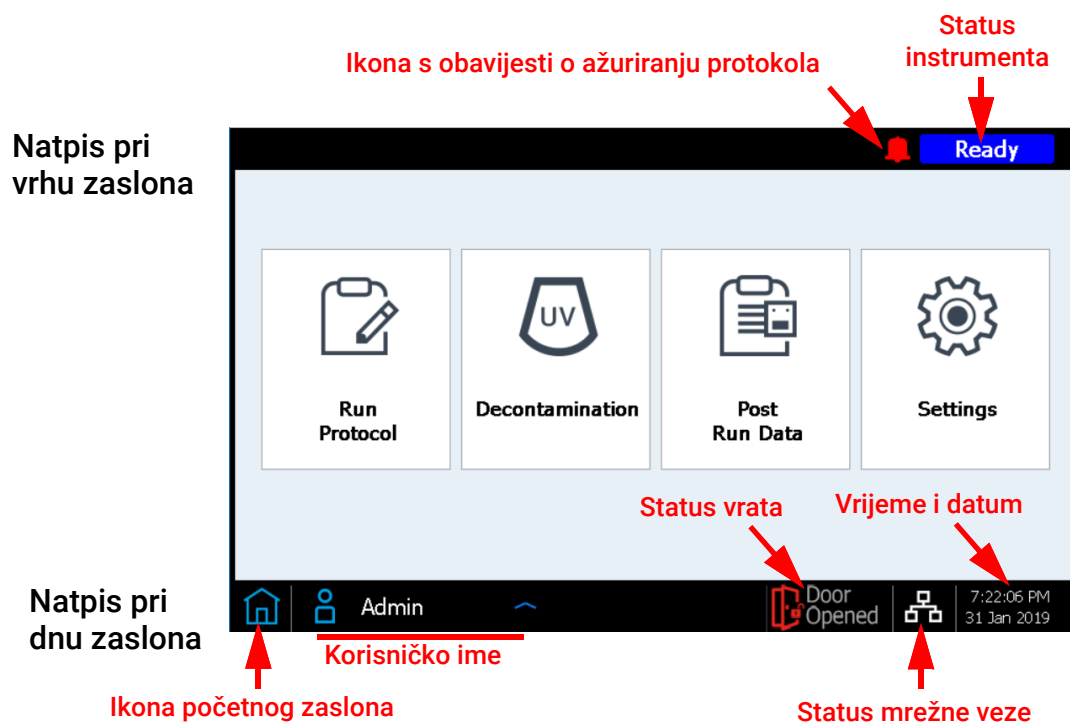 Status
instrumenta
Ikona s obavijesti o ažuriranju protokola
Natpis pri
vrhu zaslona
Ready
UV
Run
Protocol
Decontamination
Post
Run Data
Settings
Status vrata
Vrijeme i datum
Natpis pri
dnu zaslona
Admin
Door
Opened
7:22:06 PM
31 Jan 2019
Korisničko ime
Ikona početnog zaslona
Status mrežne veze